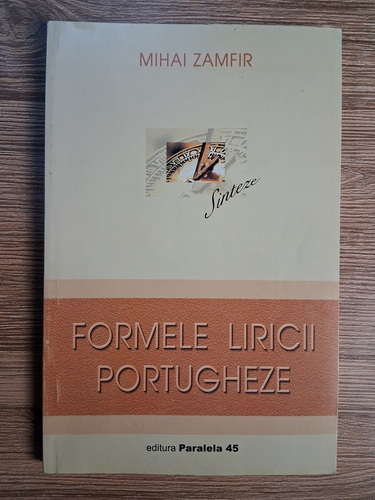 MIHAI ZAMFIR
Sinteze
FORMELE LIRICII
PORTUGHEZE
editura Paralela 45